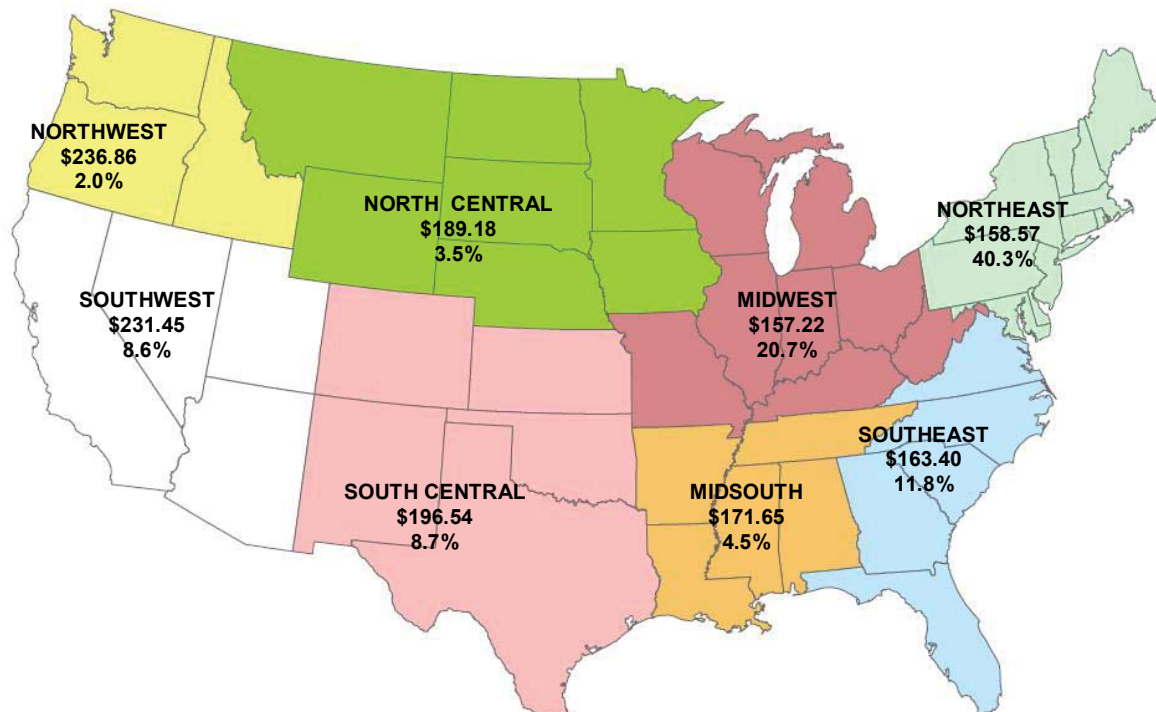 NORTHWEST
$236.86
2.0%
NORTH CENTRAL
$189.18
3.5%
NORTHEAST
$158.57
40.3%
SOUTHWEST
$231.45
8.6%
MIDWEST
$157.22
20.7%
SOUTHEAST
$163.40
11.8%
SOUTH CENTRAL
$196.54
8.7%
MIDSOUTH
$171.65
4.5%